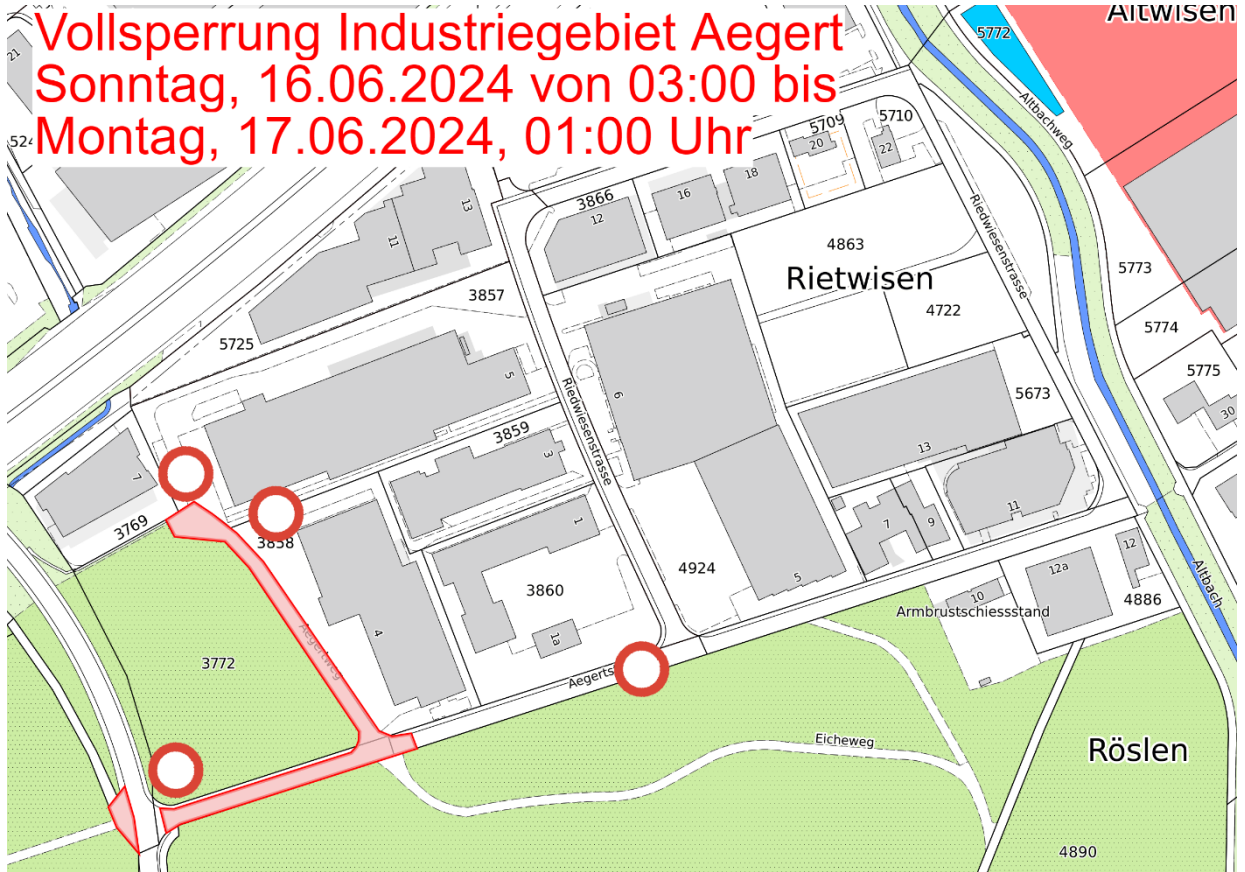 Vollsperrung Industriegebiet Aegert
Sonntag, 16.06.2024 von 03:00 bis
Montag, 17.06.2024, 01:00 Uhr
Altwisen
5772
21
524
Altbachweg
5709
5710
20
22
18
16
3866
12
13
11
4863
Rietwisen
Riedwiesenstrasse
5773
3857
4722
5774
5725
5775
5
5673
30
Riedwiesenstrasse
6
3859
3
13
7
3769
3858
1
11
7
9
12
3860
4924
5
12a
Altbach
10
4886
Armbrustschiessstand
4
1a
Aegertweg
3772
Aegerts
Eicheweg
Röslen
4890